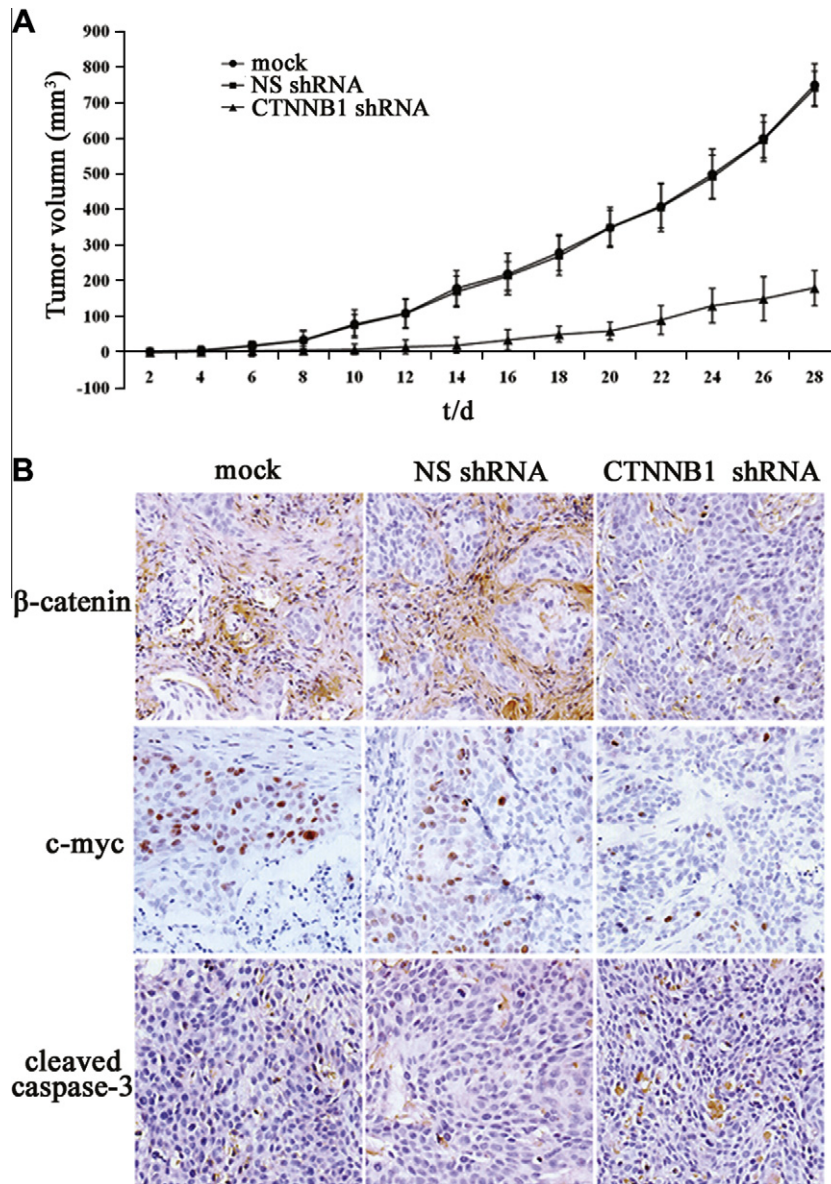 A
900
800
700
600
500
400
300
200
100
0
-100
Tumor volumn (mm³)
mock
NS shRNA
CTNNB1 shRNA
2 4 6 8 10 12 14 16 18 20 22 24 26 28
t/d
B
mock NS shRNA CTNNB1 shRNA
β-catenin
c-myc
cleaved
caspase-3